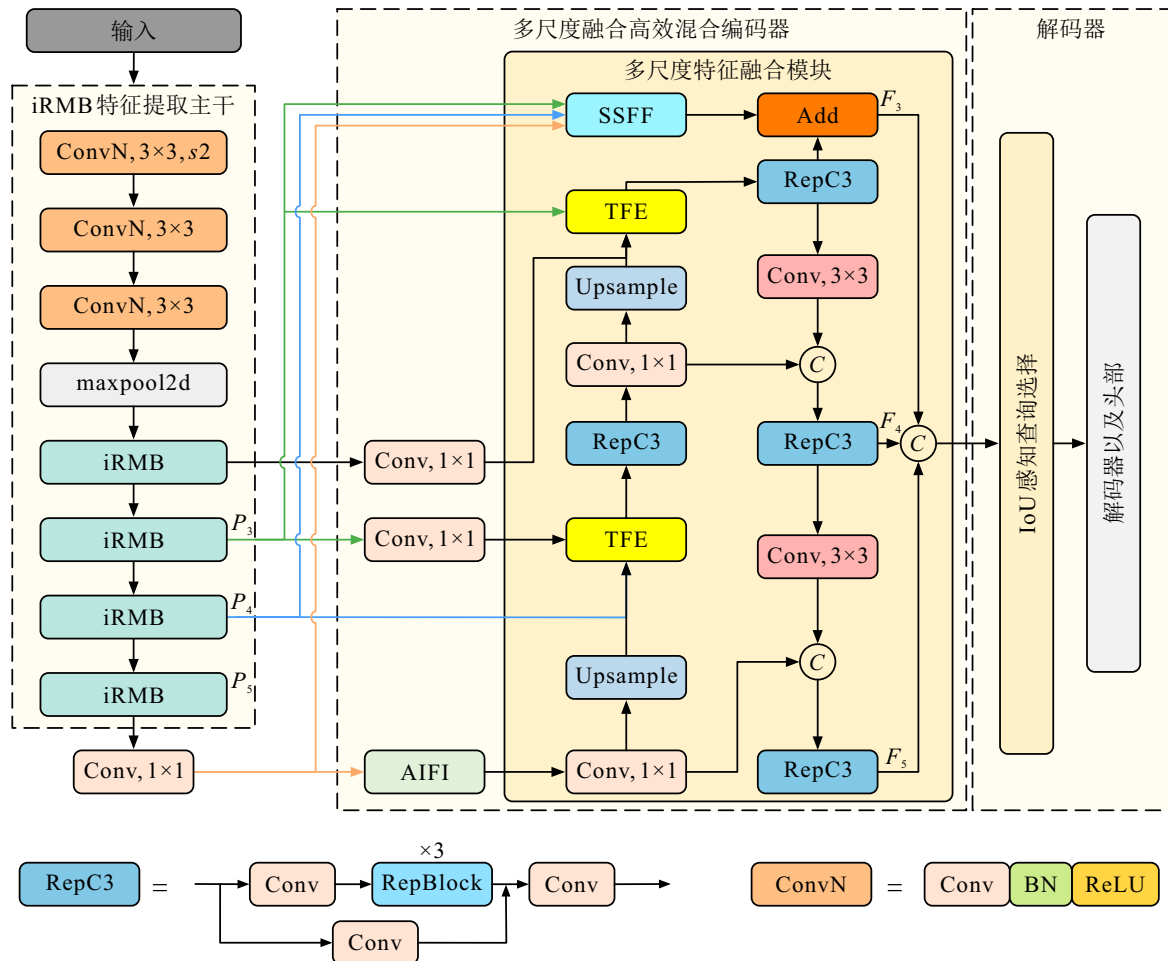 输入
iRMB特征提取主干
ConvN, 3×3, s2
ConvN, 3×3
ConvN, 3×3
maxpool2d
iRMB
iRMB
P3
iRMB
P4
iRMB
P5
Conv, 1×1
多尺度融合高效混合编码器
Conv, 1×1
Conv, 1×1
AIFI
多尺度特征融合模块
SSFF
TFE
Upsample
Conv, 1×1
RepC3
TFE
Upsample
Conv, 1×1
Add
F3
RepC3
Conv, 3×3
C
RepC3
F4
C
Conv, 3×3
C
RepC3
F5
解码器
IoU感知查询选择
解码器以及头部
RepC3
=
Conv
×3
RepBlock
Conv
Conv
ConvN
=
Conv
BN
ReLU